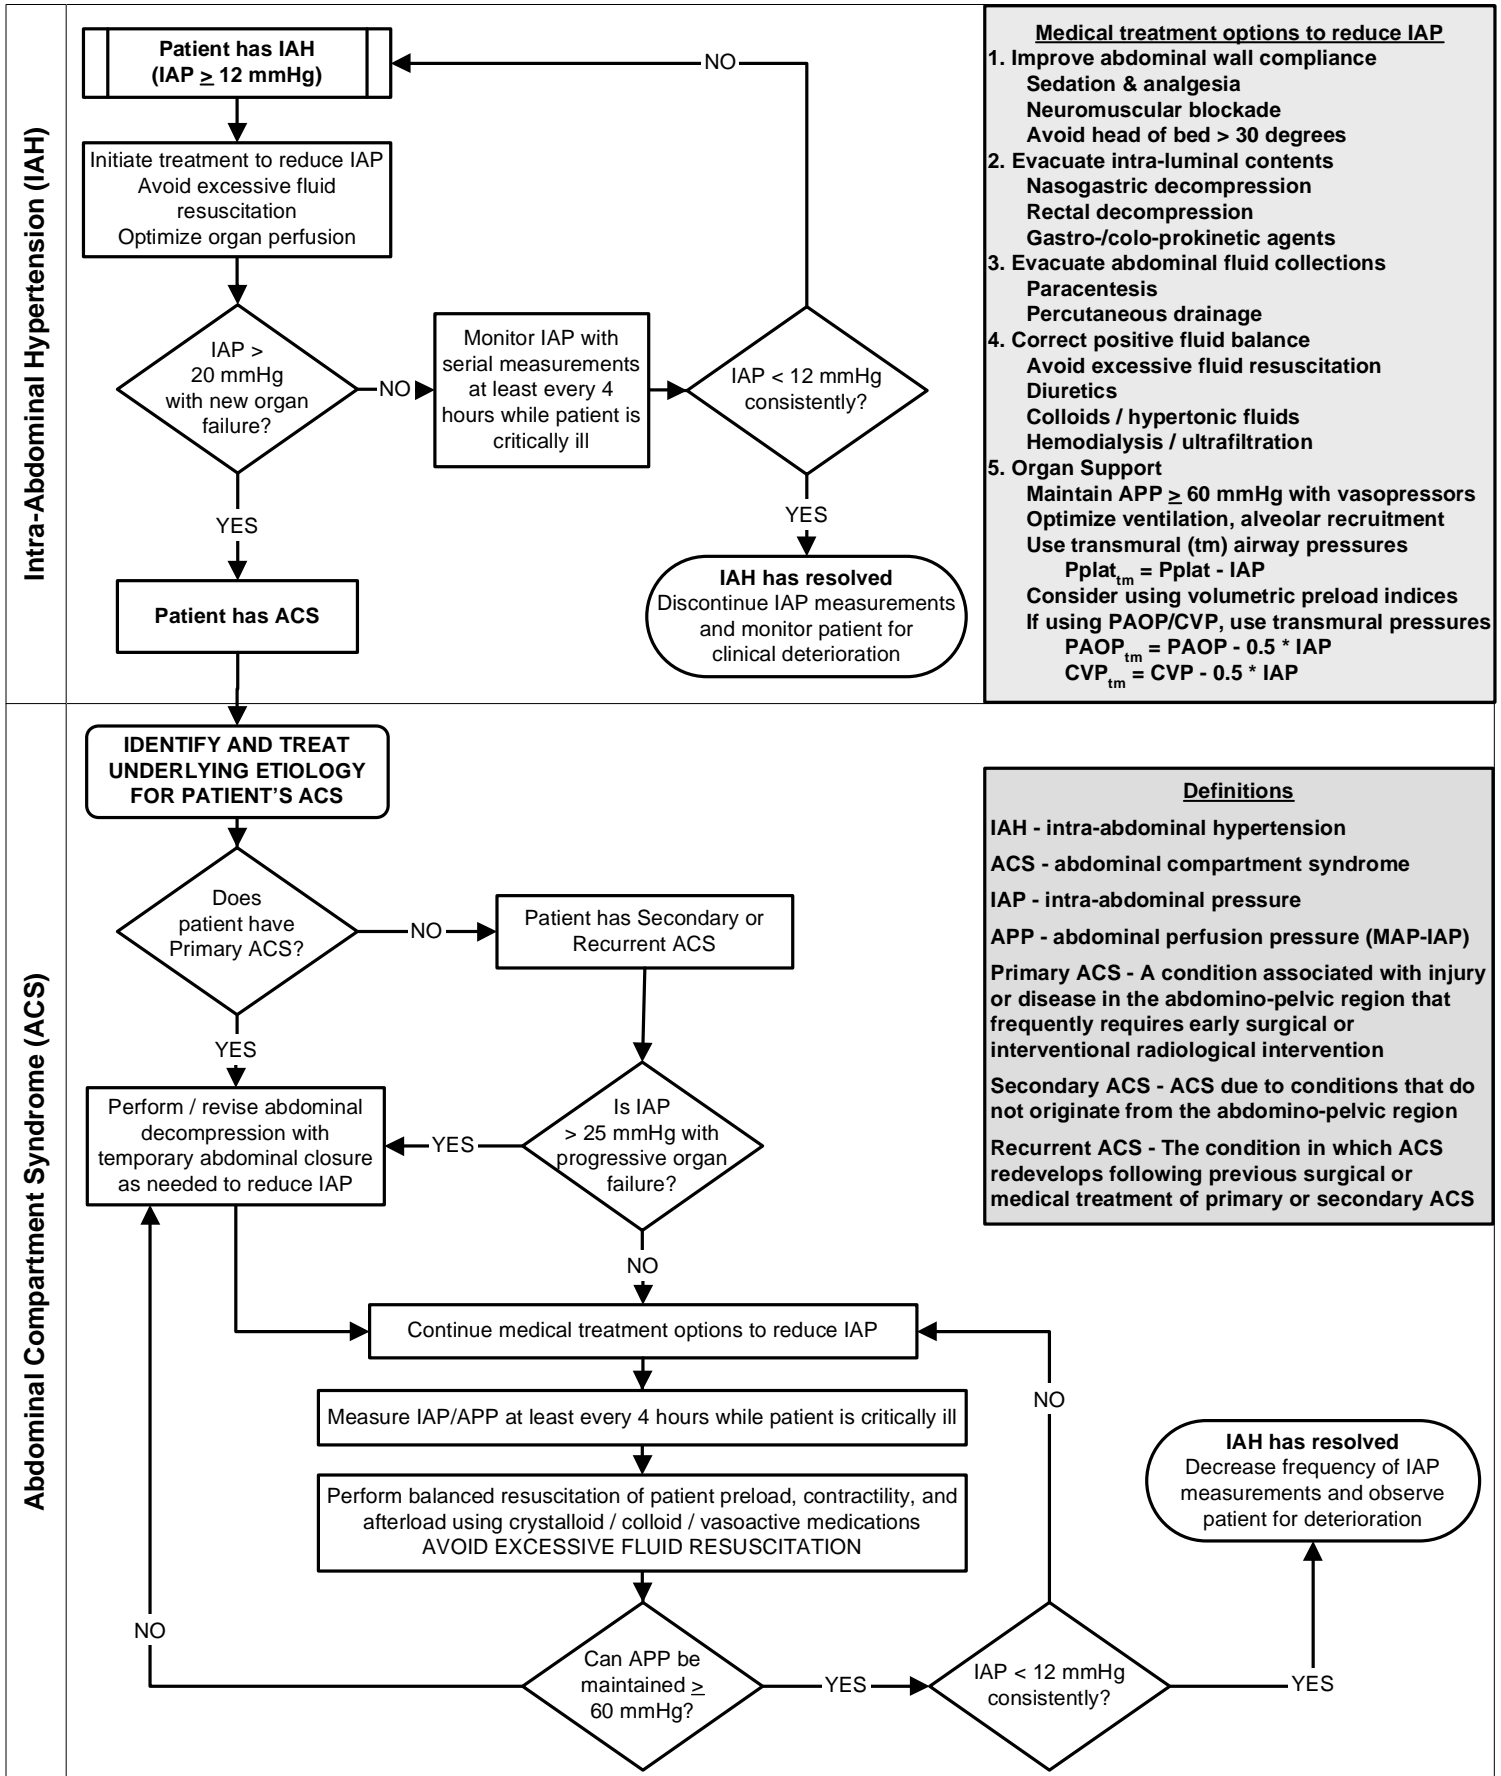 Intra-Abdominal Hypertension (IAH)
Patient has IAH
(IAP ≥ 12 mmHg)
NO
Initiate treatment to reduce IAP
Avoid excessive fluid
resuscitation
Optimize organ perfusion
IAP >
20 mmHg
with new organ
failure?
NO
Monitor IAP with
serial measurements
at least every 4
hours while patient is
critically ill
IAP < 12 mmHg
consistently?
YES
YES
Patient has ACS
IAH has resolved
Discontinue IAP measurements
and monitor patient for
clinical deterioration
Medical treatment options to reduce IAP
1. Improve abdominal wall compliance
Sedation & analgesia
Neuromuscular blockade
Avoid head of bed > 30 degrees
2. Evacuate intra-luminal contents
Nasogastric decompression
Rectal decompression
Gastro-/colo-prokinetic agents
3. Evacuate abdominal fluid collections
Paracentesis
Percutaneous drainage
4. Correct positive fluid balance
Avoid excessive fluid resuscitation
Diuretics
Colloids / hypertonic fluids
Hemodialysis / ultrafiltration
5. Organ Support
Maintain APP ≥ 60 mmHg with vasopressors
Optimize ventilation, alveolar recruitment
Use transmural (tm) airway pressures
Pplat tm = Pplat - IAP
Consider using volumetric preload indices
If using PAOP/CVP, use transmural pressures
PAOP tm = PAOP - 0.5 * IAP
CVP tm = CVP - 0.5 * IAP
Abdominal Compartment Syndrome (ACS)
IDENTIFY AND TREAT
UNDERLYING ETIOLOGY
FOR PATIENT'S ACS
Does
patient have
Primary ACS?
NO
Patient has Secondary or
Recurrent ACS
YES
Perform / revise abdominal
decompression with
temporary abdominal closure
as needed to reduce IAP
YES
Is IAP
> 25 mmHg with
progressive organ
failure?
NO
Continue medical treatment options to reduce IAP
Measure IAP/APP at least every 4 hours while patient is critically ill
Perform balanced resuscitation of patient preload, contractility, and
afterload using crystalloid / colloid / vasoactive medications
AVOID EXCESSIVE FLUID RESUSCITATION
NO
Can APP be
maintained ≥
60 mmHg?
YES
IAP < 12 mmHg
consistently?
NO
YES
IAH has resolved
Decrease frequency of IAP
measurements and observe
patient for deterioration
Definitions
IAH - intra-abdominal hypertension
ACS - abdominal compartment syndrome
IAP - intra-abdominal pressure
APP - abdominal perfusion pressure (MAP-IAP)
Primary ACS - A condition associated with injury
or disease in the abdomino-pelvic region that
frequently requires early surgical or
interventional radiological intervention
Secondary ACS - ACS due to conditions that do
not originate from the abdomino-pelvic region
Recurrent ACS - The condition in which ACS
redevelops following previous surgical or
medical treatment of primary or secondary ACS